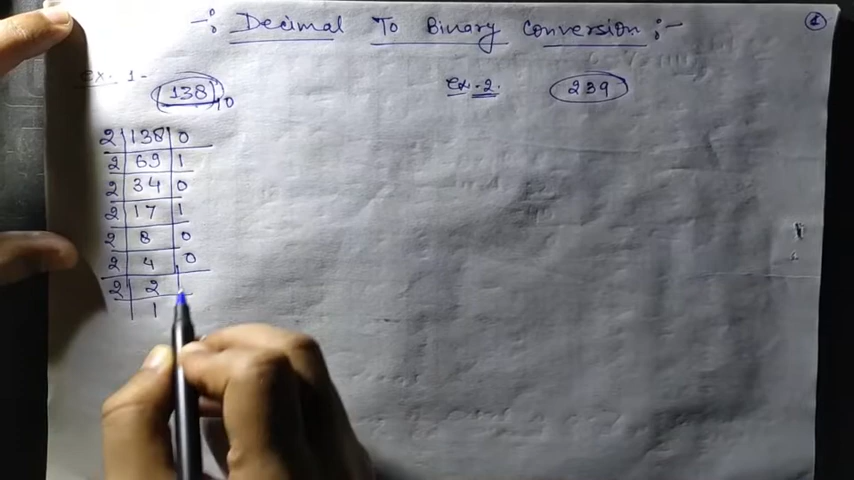 -: Decimal To Binary Conversion :- 1
Ex. 1- (138)10 Ex. 2. 239
2 138 0
2 69 1
2 34 0
2 17 1
2 8 0
2 4 0
2 2
1